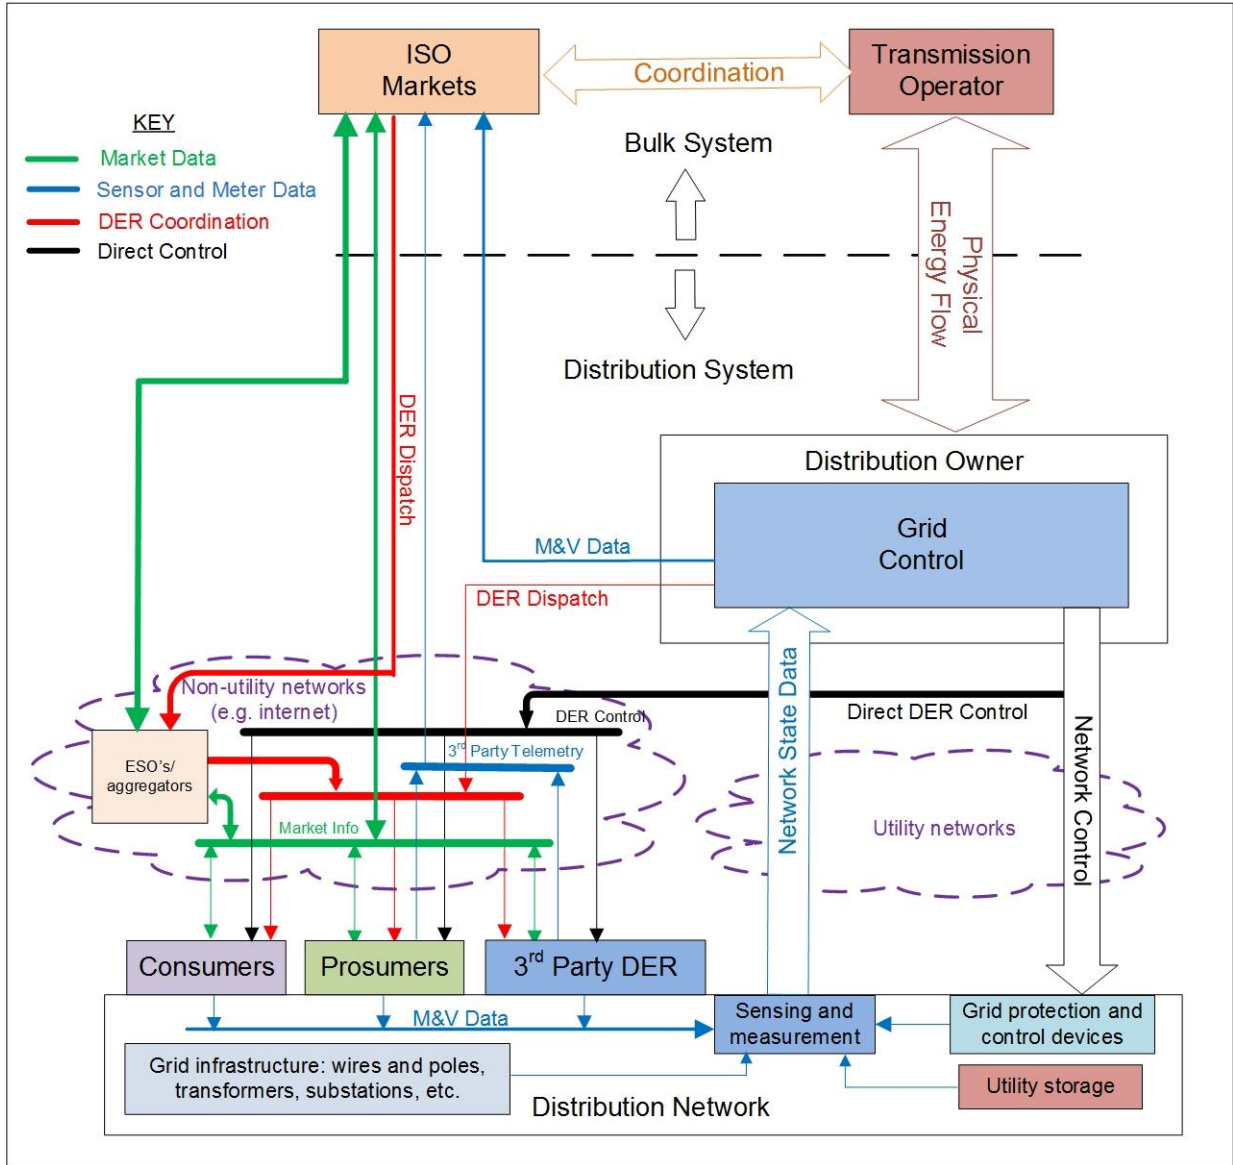 ISO
Markets
Coordination
Transmission
Operator
KEY
Market Data
Sensor and Meter Data
DER Coordination
Direct Control
Bulk System
Physical
Energy Flow
Distribution System
DER Dispatch
Distribution Owner
Grid
Control
M&V Data
DER Dispatch
Non-utility networks
(e.g. internet)
DER Control
Direct DER Control
Network State Data
Network Control
3rd Party Telemetry
ESO's/
aggregators
Market Info
Utility networks
Consumers
Prosumers
3rd Party DER
M&V Data
Sensing and
measurement
Grid protection and
control devices
Grid infrastructure: wires and poles,
transformers, substations, etc.
Utility storage
Distribution Network